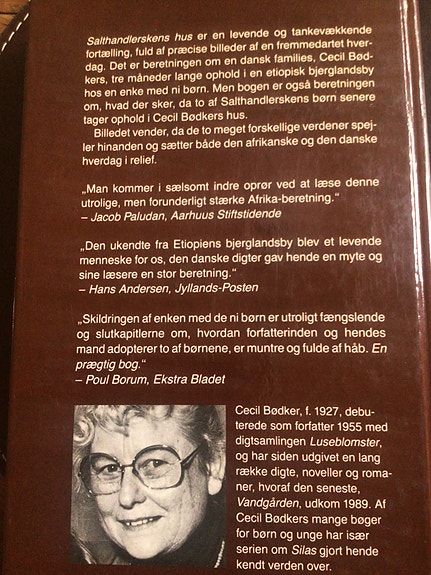 Salthandlerskens hus er en levende og tankevækkende
fortælling, fuld af præcise billeder af en fremmedartet hver-
dag. Det er beretningen om en dansk families, Cecil Bød-
kers, tre måneder lange ophold i en etiopisk bjerglandsby
hos en enke med ni børn. Men bogen er også beretningen
om, hvad der sker, da to af Salthandlerskens børn senere
tager ophold i Cecil Bødkers hus.
Billedet vender, da de to meget forskellige verdener spej-
ler hinanden og sætter både den afrikanske og den danske
hverdag i relief.
„Man kommer i sælsomt indre oprør ved at læse denne
utrolige, men forunderligt stærke Afrika-beretning.“
– Jacob Paludan, Aarhuus Stiftstidende
„Den ukendte fra Etiopiens bjerglandsby blev et levende
menneske for os, den danske digter gav hende en myte og
sine læsere en stor beretning.“
– Hans Andersen, Jyllands-Posten
„Skildringen af enken med de ni børn er utroligt fængslende
og slutkapitlerne om, hvordan forfatterinden og hendes
mand adopterer to af børnene, er muntre og fulde af håb. En
prægtig bog.“
– Poul Borum, Ekstra Bladet
Cecil Bødker, f. 1927, debu-
terede som forfatter 1955 med
digtsamlingen Luseblomster,
og har siden udgivet en lang
række digte, noveller og roma-
ner, hvoraf den seneste,
Vandgården, udkom 1989. Af
Cecil Bødkers mange bøger
for børn og unge har især
serien om Silas gjort hende
kendt verden over.